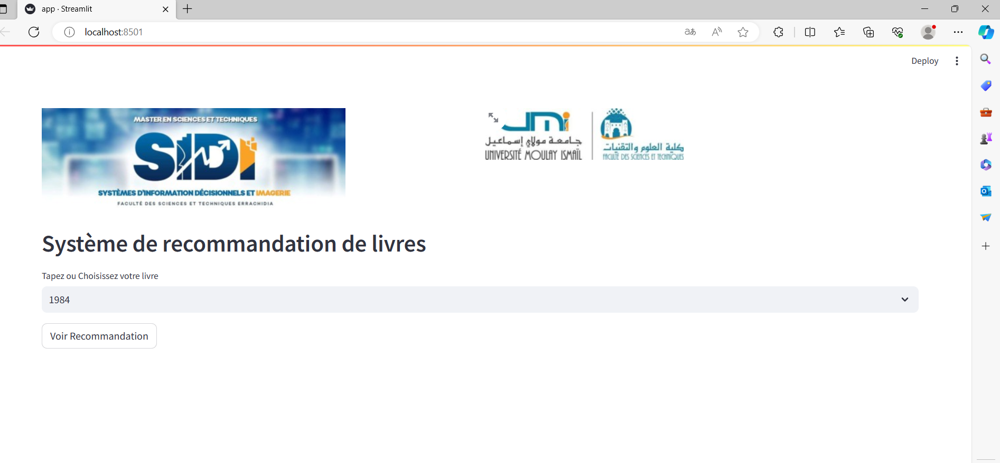 app · Streamlit
localhost:8501
aあ
Deploy
MASTER EN SCIENCES ET TECHNIQUES
SIDI
SYSTÈMES D'INFORMATION DÉCISIONNELS ET IMAGERIE
FACULTÉ DES SCIENCES ET TECHNIQUES ERRACHIDIA
جامعة مولاي إسماعيل
UNIVERSITÉ MOULAY ISMAÏL
كلية العلوم والتقنيات
FACULTÉ DES SCIENCES ET TECHNIQUES
Système de recommandation de livres
Tapez ou Choisissez votre livre
1984
Voir Recommandation